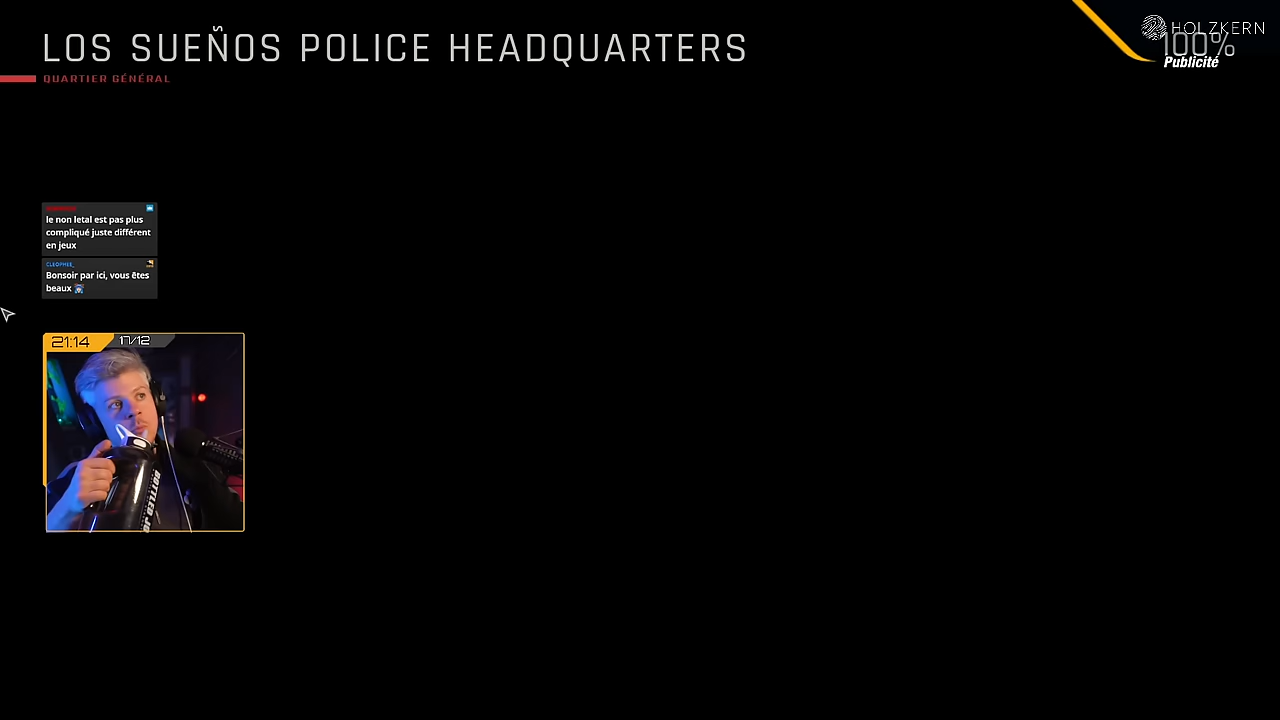 LOS SUEÑOS POLICE HEADQUARTERS
QUARTIER GÉNÉRAL
HOLZKERN
100%
Publicité
le non letal est pas plus
compliqué juste différent
en jeux
CLEOPHEE_
Bonsoir par ici, vous êtes
beaux
21:14 17/12